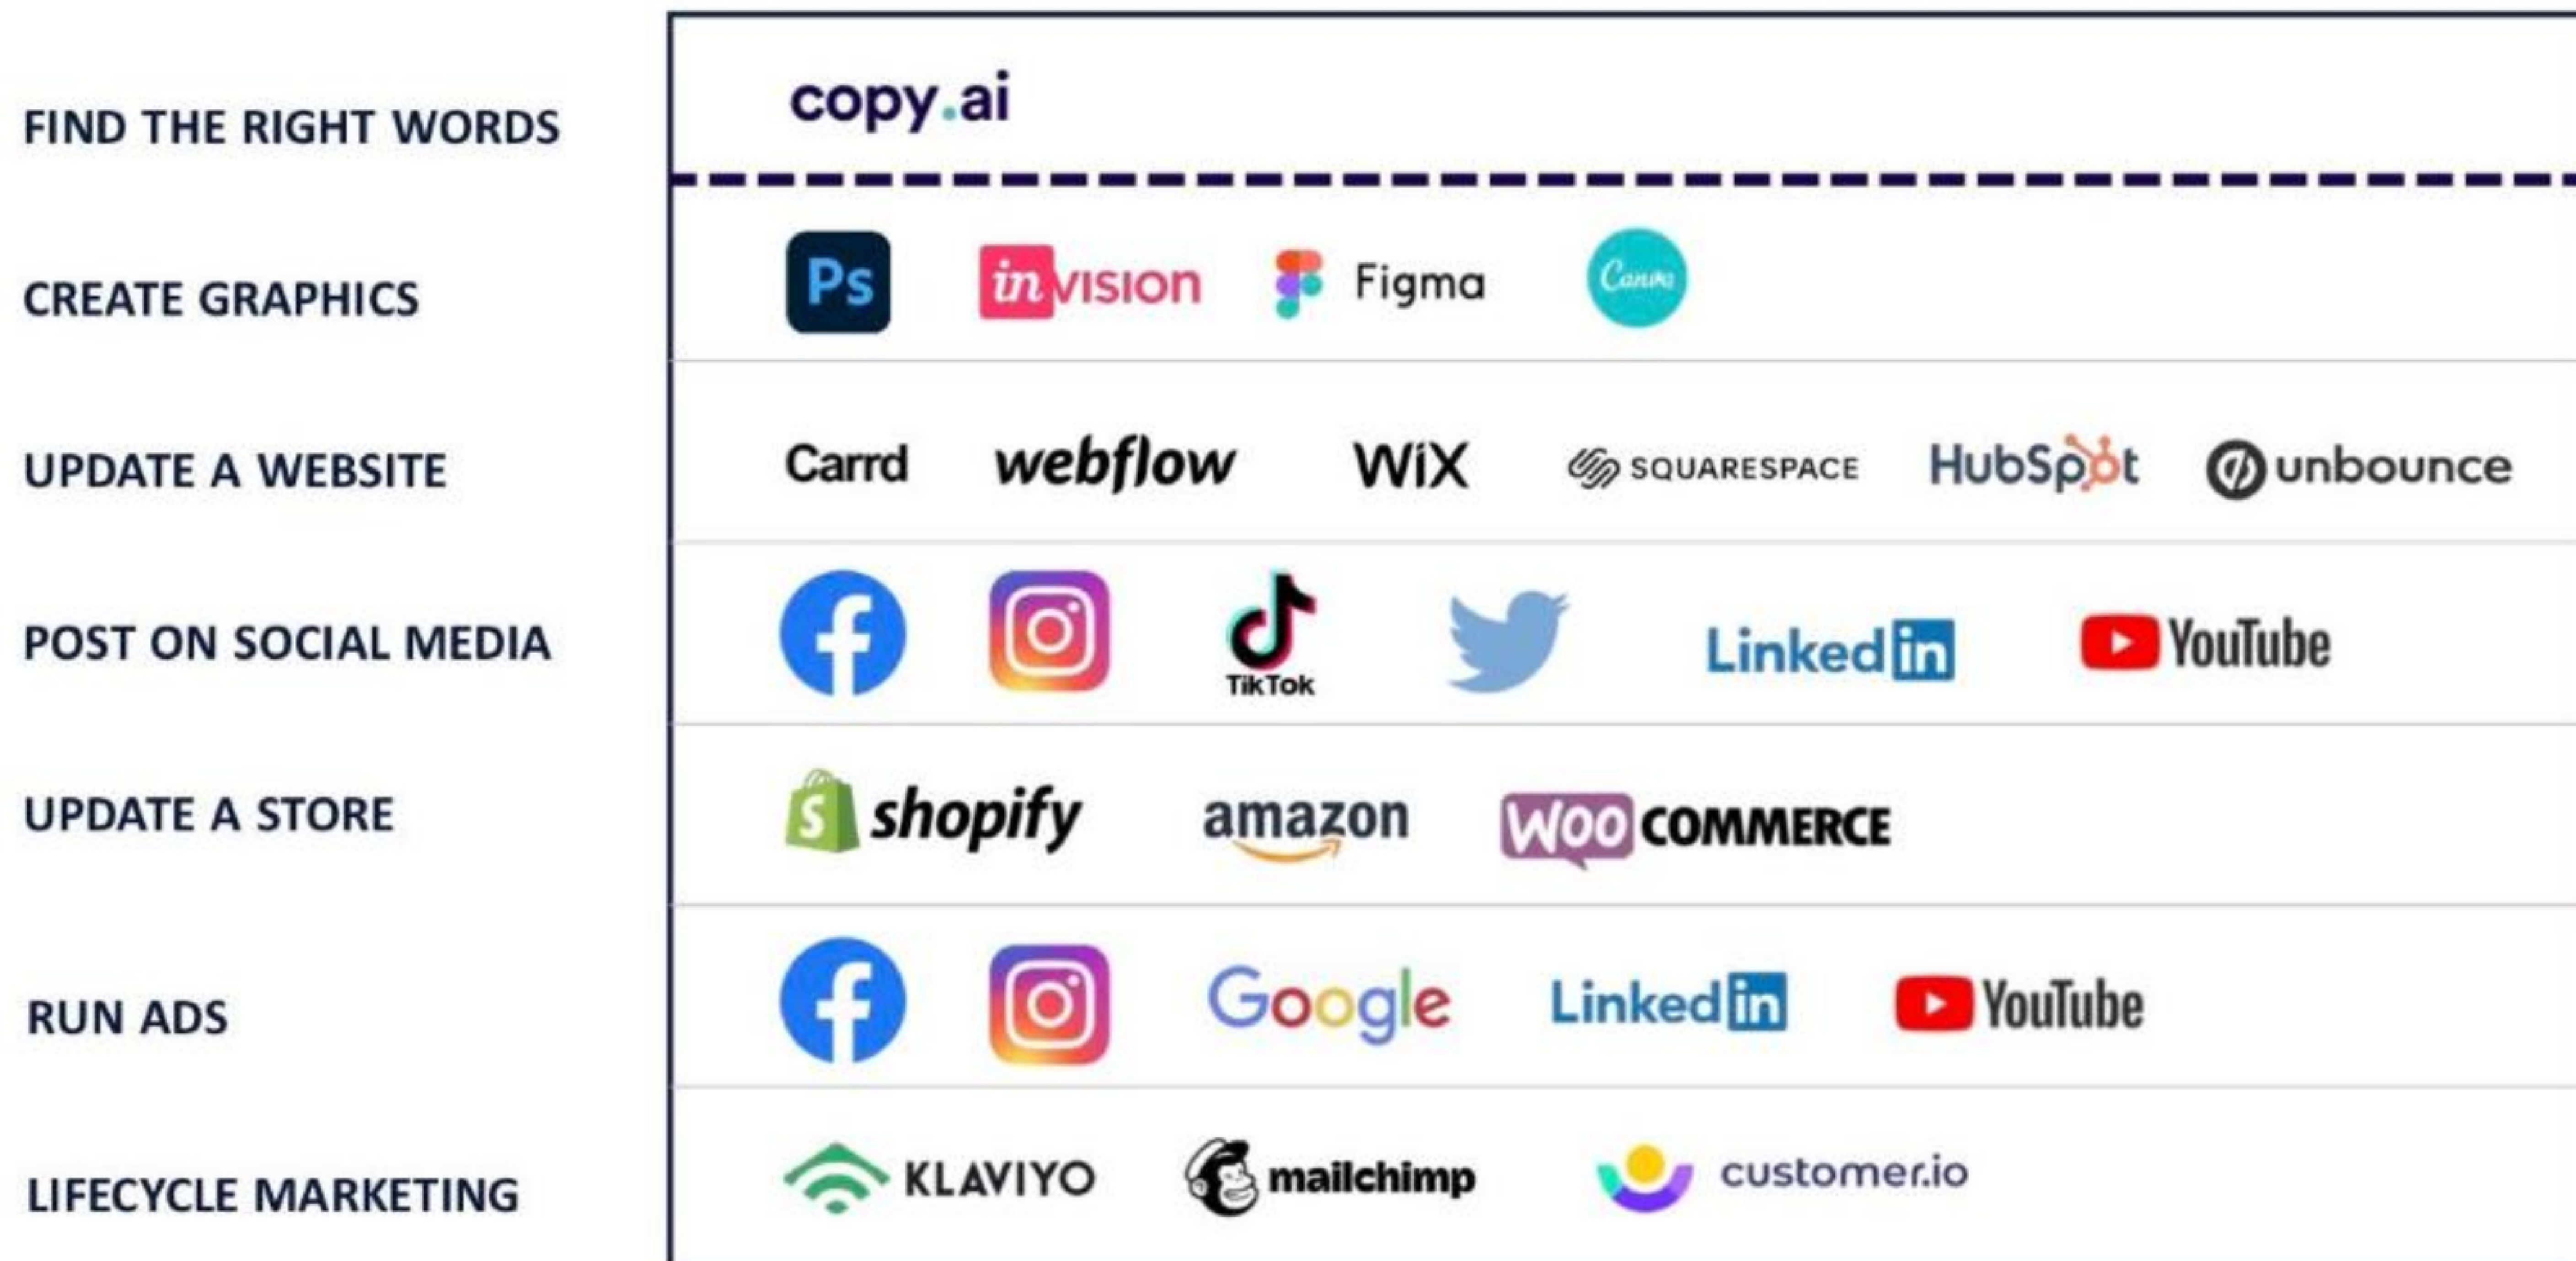 FIND THE RIGHT WORDS
copy.ai
CREATE GRAPHICS
Ps
inVISION
Figma
Canva
UPDATE A WEBSITE
Carrd
webflow
WiX
SQUARESPACE
HubSpot
unbounce
POST ON SOCIAL MEDIA
f
TikTok
Linkedin
YouTube
UPDATE A STORE
S shopify
amazon
WOO COMMERCE
RUN ADS
f
Google
Linkedin
YouTube
LIFECYCLE MARKETING
KLAVIYO
mailchimp
customer.io